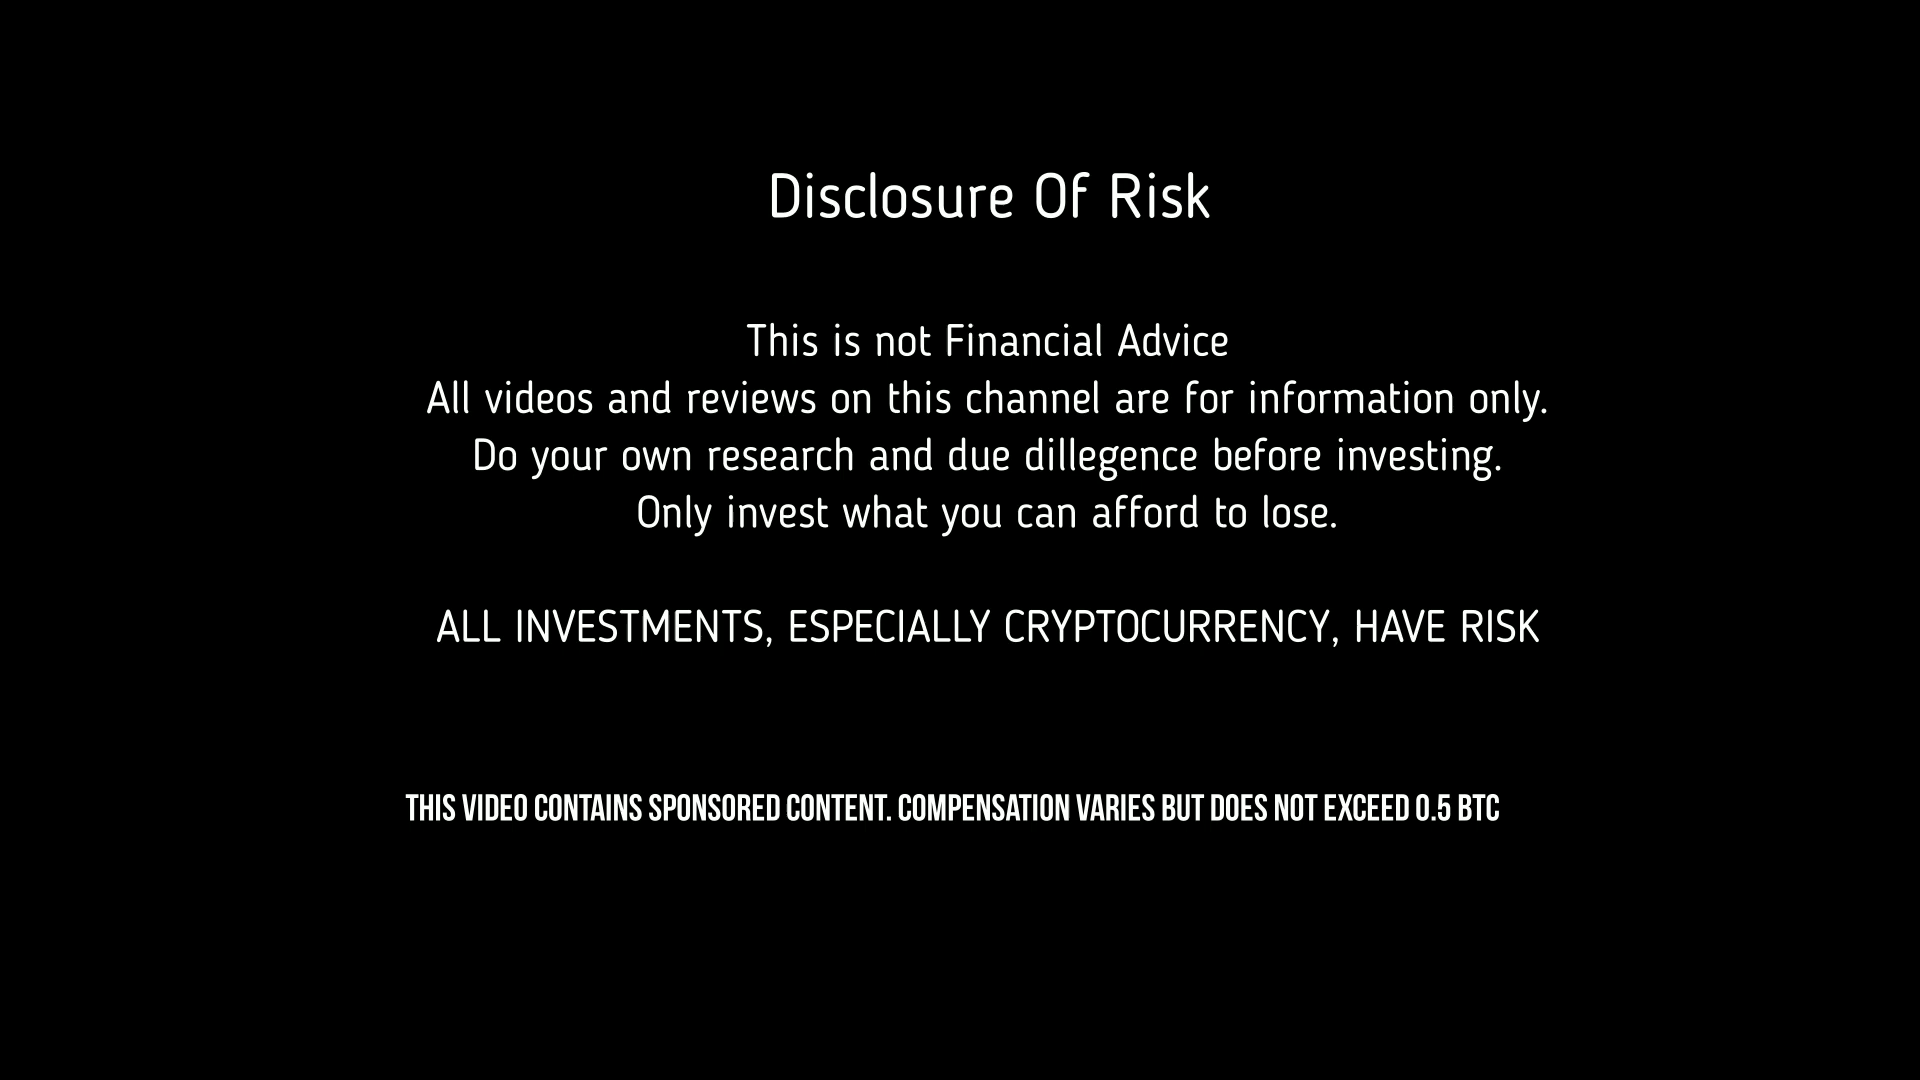 Disclosure Of Risk
This is not Financial Advice
All videos and reviews on this channel are for information only.
Do your own research and due dillegence before investing.
Only invest what you can afford to lose.
ALL INVESTMENTS, ESPECIALLY CRYPTOCURRENCY, HAVE RISK
THIS VIDEO CONTAINS SPONSORED CONTENT. COMPENSATION VARIES BUT DOES NOT EXCEED 0.5 BTC